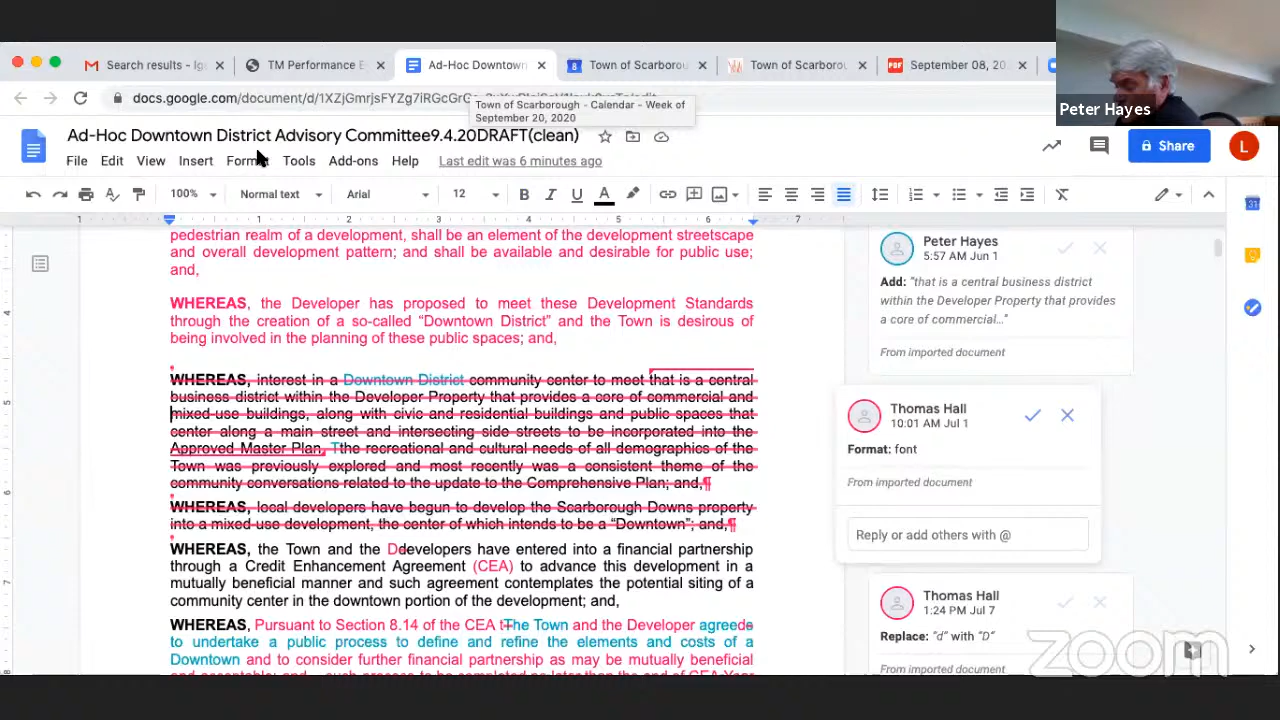 Peter Hayes
Search results - Ig
TM Performance E
Ad-Hoc Downtown
Town of Scarborou
Town of Scarboro
September 08, 20
docs.google.com/document/d/
Town of Scarborough - Calendar - Week of
September 20, 2020
Ad-Hoc Downtown District Advisory Committee9.4.20DRAFT(clean)
File Edit View Insert Format Tools Add-ons Help Last edit was 6 minutes ago
Share L
100% Normal text Arial 12
1 1 2 3 4 5 6 7
pedestrian realm of a development, shall be an element of the development streetscape
and overall development pattern; and shall be available and desirable for public use;
and,
WHEREAS, the Developer has proposed to meet these Development Standards
through the creation of a so-called “Downtown District” and the Town is desirous of
being involved in the planning of these public spaces; and,
WHEREAS, interest in a Downtown District community center to meet that is a central
business district within the Developer Property that provides a core of commercial and
mixed-use buildings, along with civic and residential buildings and public spaces that
center along a main street and intersecting side streets to be incorporated into the
Approved Master Plan. Tthe recreational and cultural needs of all demographics of the
Town was previously explored and most recently was a consistent theme of the
community conversations related to the update to the Comprehensive Plan; and,¶
WHEREAS, local developers have begun to develop the Scarborough Downs property
into a mixed-use development, the center of which intends to be a “Downtown”; and,¶
WHEREAS, the Town and the Ddevelopers have entered into a financial partnership
through a Credit Enhancement Agreement (CEA) to advance this development in a
mutually beneficial manner and such agreement contemplates the potential siting of a
community center in the downtown portion of the development; and,
WHEREAS, Pursuant to Section 8.14 of the CEA tThe Town and the Developer agreeds
to undertake a public process to define and refine the elements and costs of a
Downtown and to consider further financial partnership as may be mutually beneficial
4
5
6
7
8
Peter Hayes
5:57 AM Jun 1
Add: "that is a central business district
within the Developer Property that provides
a core of commercial..."
From imported document
Thomas Hall
10:01 AM Jul 1
Format: font
From imported document
Reply or add others with @
Thomas Hall
1:24 PM Jul 7
Replace: "d" with "D"
From imported document
31
zoom